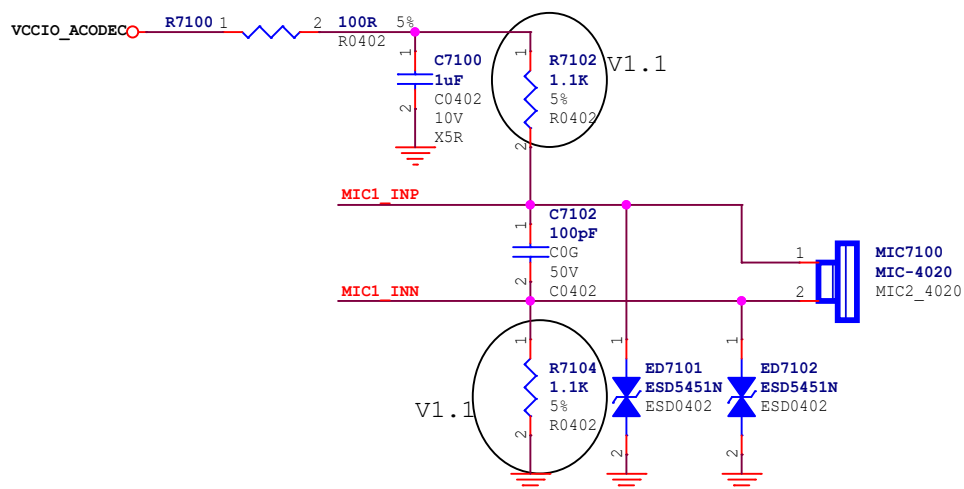 VCCIO_ACODEC R7100 1 2 100R 5%
R0402
1 C7100
1uF
C0402
2 10V
X5R
1 R7102
1.1K
5%
R0402
2
V1.1
MIC1_INP
1 C7102
100pF
C0G
50V
2 C0402
MIC1_INN
1 MIC7100
MIC-4020
2 MIC2_4020
1 R7104
1.1K
5%
R0402
2
V1.1
1 ED7101
ESD5451N
ESD0402
2
1 ED7102
ESD5451N
ESD0402
2